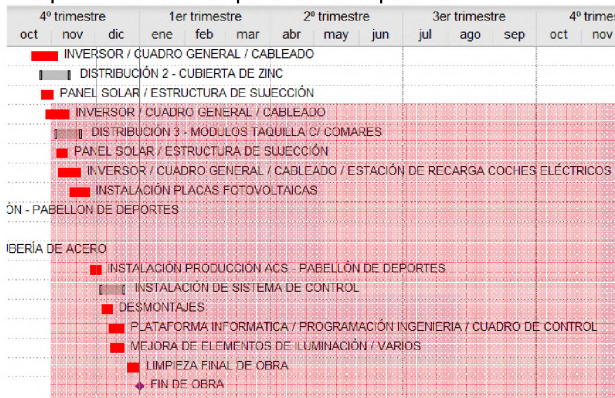 4º trimestre 1er trimestre 2º trimestre 3er trimestre 4º trimes
oct nov dic ene feb mar abr may jun jul ago sep oct nov
INVERSOR / CUADRO GENERAL / CABLEADO
DISTRIBUCIÓN 2 - CUBIERTA DE ZINC
PANEL SOLAR / ESTRUCTURA DE SUJECCIÓN
INVERSOR / CUADRO GENERAL / CABLEADO
DISTRIBUCIÓN 3 - MODULOS TAQUILLA C/ COMARES
PANEL SOLAR / ESTRUCTURA DE SUJECCIÓN
INVERSOR / CUADRO GENERAL / CABLEADO / ESTACIÓN DE RECARGA COCHES ELÉCTRICOS
INSTALACIÓN PLACAS FOTOVOLTAICAS
ÓN - PABELLON DE DEPORTES
UBERÍA DE ACERO
INSTALACIÓN PRODUCCIÓN ACS - PABELLÓN DE DEPORTES
INSTALACIÓN DE SISTEMA DE CONTROL
DESMONTAJES
PLATAFORMA INFORMATICA / PROGRAMACIÓN INGENIERIA / CUADRO DE CONTROL
MEJORA DE ELEMENTOS DE ILUMINACIÓN / VARIOS
LIMPIEZA FINAL DE OBRA
FIN DE OBRA